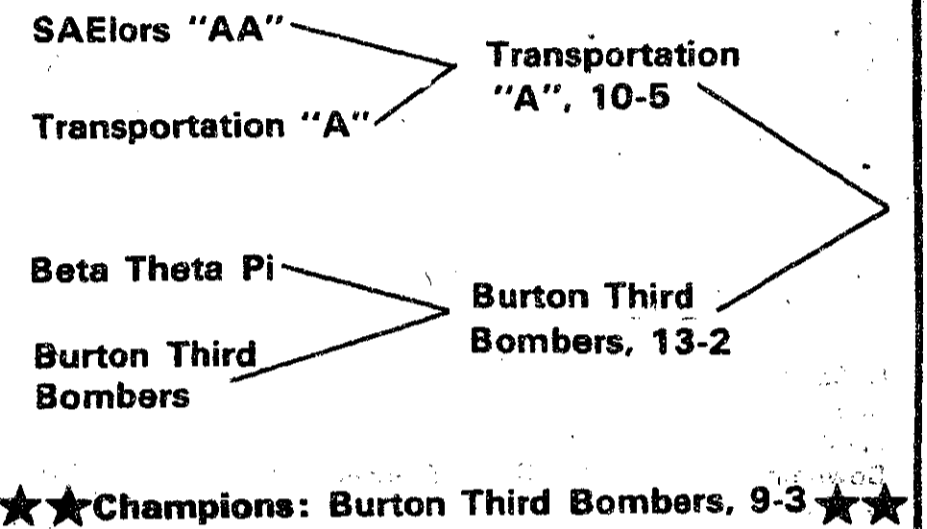 SAElors "AA"
Transportation "A"
Transportation
"A", 10-5
Beta Theta Pi
Burton Third
Bombers
Burton Third
Bombers, 13-2
★★Champions: Burton Third Bombers, 9-3★★